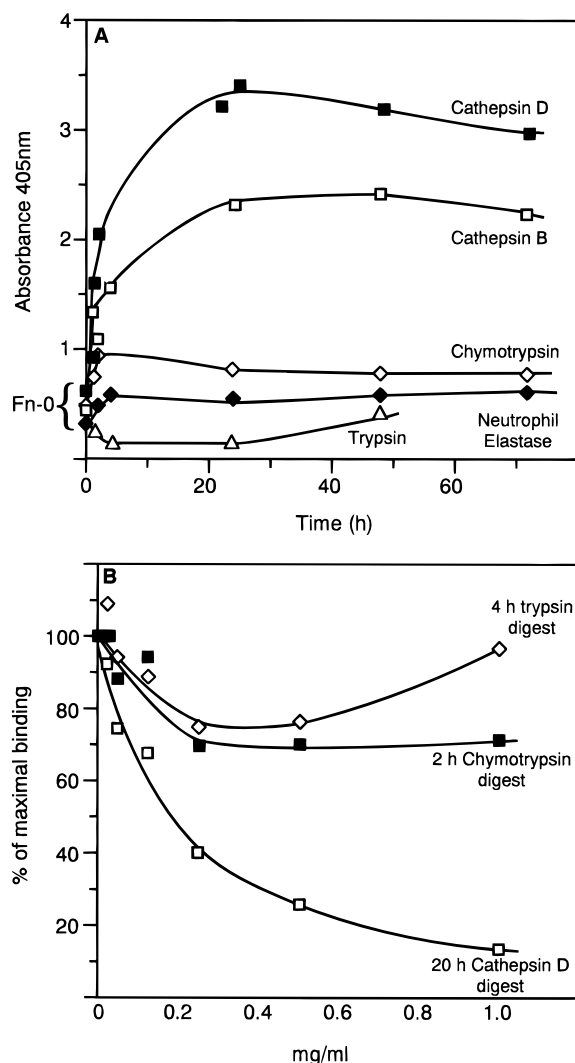 A
4
3
2
1
Absorbance 405nm
Cathepsin D
Cathepsin B
Chymotrypsin
Neutrophil
Elastase
Trypsin
Fn-0 {
0
20
40
60
Time (h)
B
100
80
60
40
20
% of maximal binding
4 h trypsin
digest
2 h Chymotrypsin
digest
20 h Cathepsin D
digest
0
0.2
0.4
0.6
0.8
1.0
mg/ml